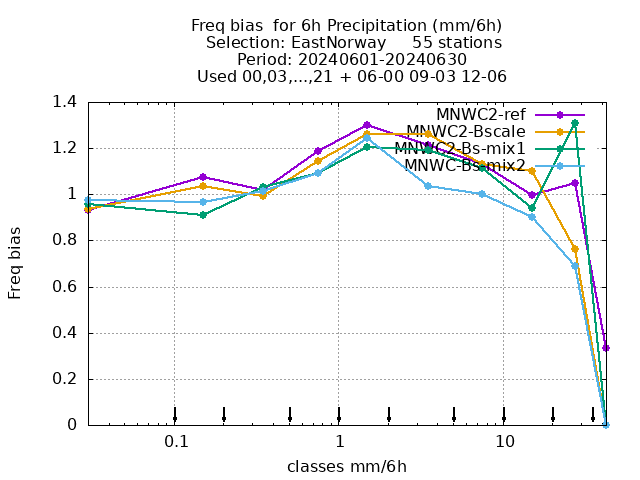 Freq bias  for 6h Precipitation (mm/6h)
Selection: EastNorway     55 stations
Period: 20240601-20240630
Used 00,03,...,21 + 06-00 09-03 12-06
MNWC2-ref
MNWC2-Bscale
MNWC2-Bs-mix1
MNWC-Bs-mix2
1.4
1.2
1
0.8
0.6
0.4
0.2
0
Freq bias
0.1 1 10
classes mm/6h